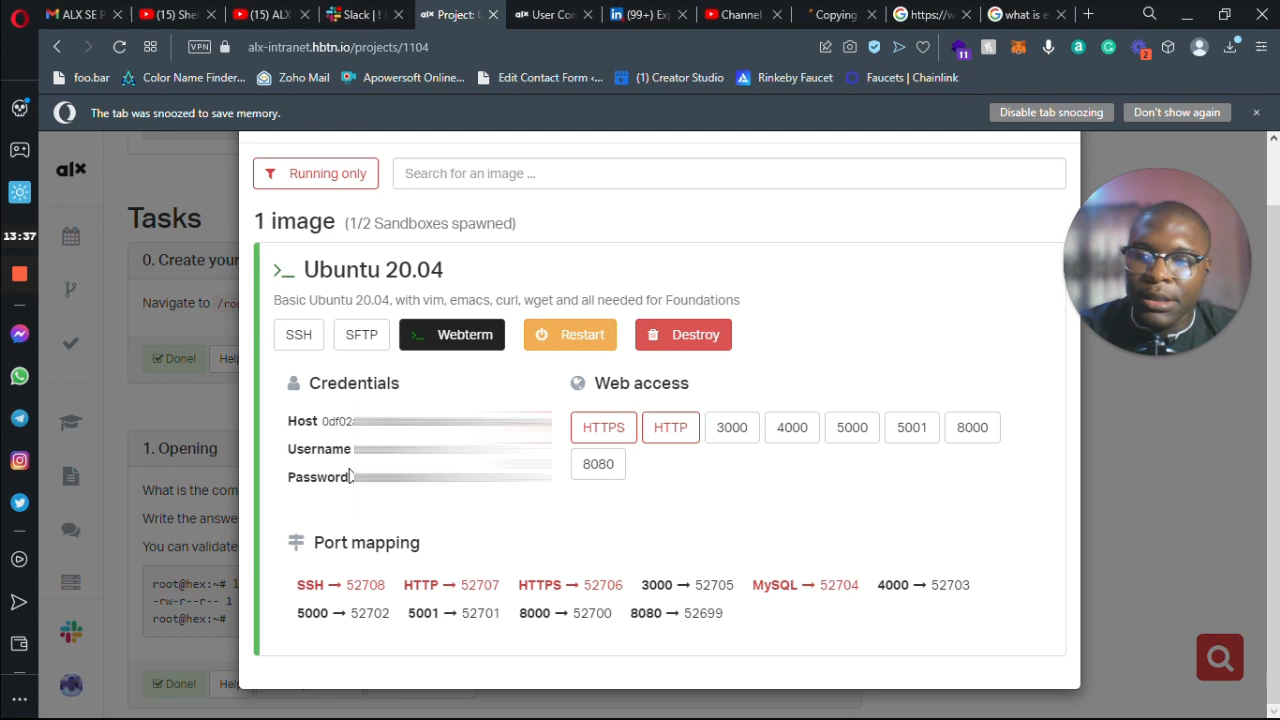 ALX SE P
(15) She
(15) ALX
Slack | !
Project: 
User Co
(99+) Ex
Channel
Copying
https://w
what is e
VPN alx-intranet.hbtn.io/projects/1104
11
2
foo.bar Color Name Finder... Zoho Mail Apowersoft Online... Edit Contact Form ‹... (1) Creator Studio Rinkeby Faucet Faucets | Chainlink
The tab was snoozed to save memory. Disable tab snoozing Don't show again
13:37
alx
Tasks
0. Create your
Navigate to /ro
Done! Help
1. Opening
What is the com
Write the answe
You can validate
root@hex:~# l
-rw-r--r-- 1
root@hex:~#
Done! Help
Running only Search for an image ...
1 image (1/2 Sandboxes spawned)
>_ Ubuntu 20.04
Basic Ubuntu 20.04, with vim, emacs, curl, wget and all needed for Foundations
SSH SFTP >_ Webterm Restart Destroy
Credentials Web access
Host 0df02
Username
Password
HTTPS HTTP 3000 4000 5000 5001 8000
8080
Port mapping
SSH → 52708 HTTP → 52707 HTTPS → 52706 3000 → 52705 MySQL → 52704 4000 → 52703
5000 → 52702 5001 → 52701 8000 → 52700 8080 → 52699